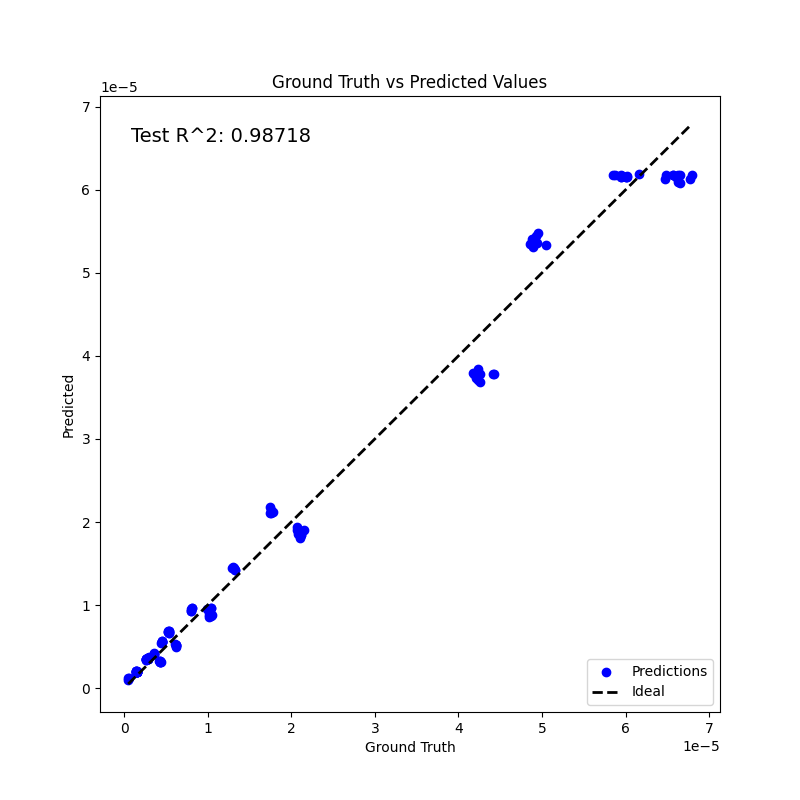 Ground Truth vs Predicted Values
1e−5
Test R^2: 0.98718
7
6
5
4
3
2
1
0
Predicted
Predictions
Ideal
0 1 2 3 4 5 6 7
1e−5
Ground Truth